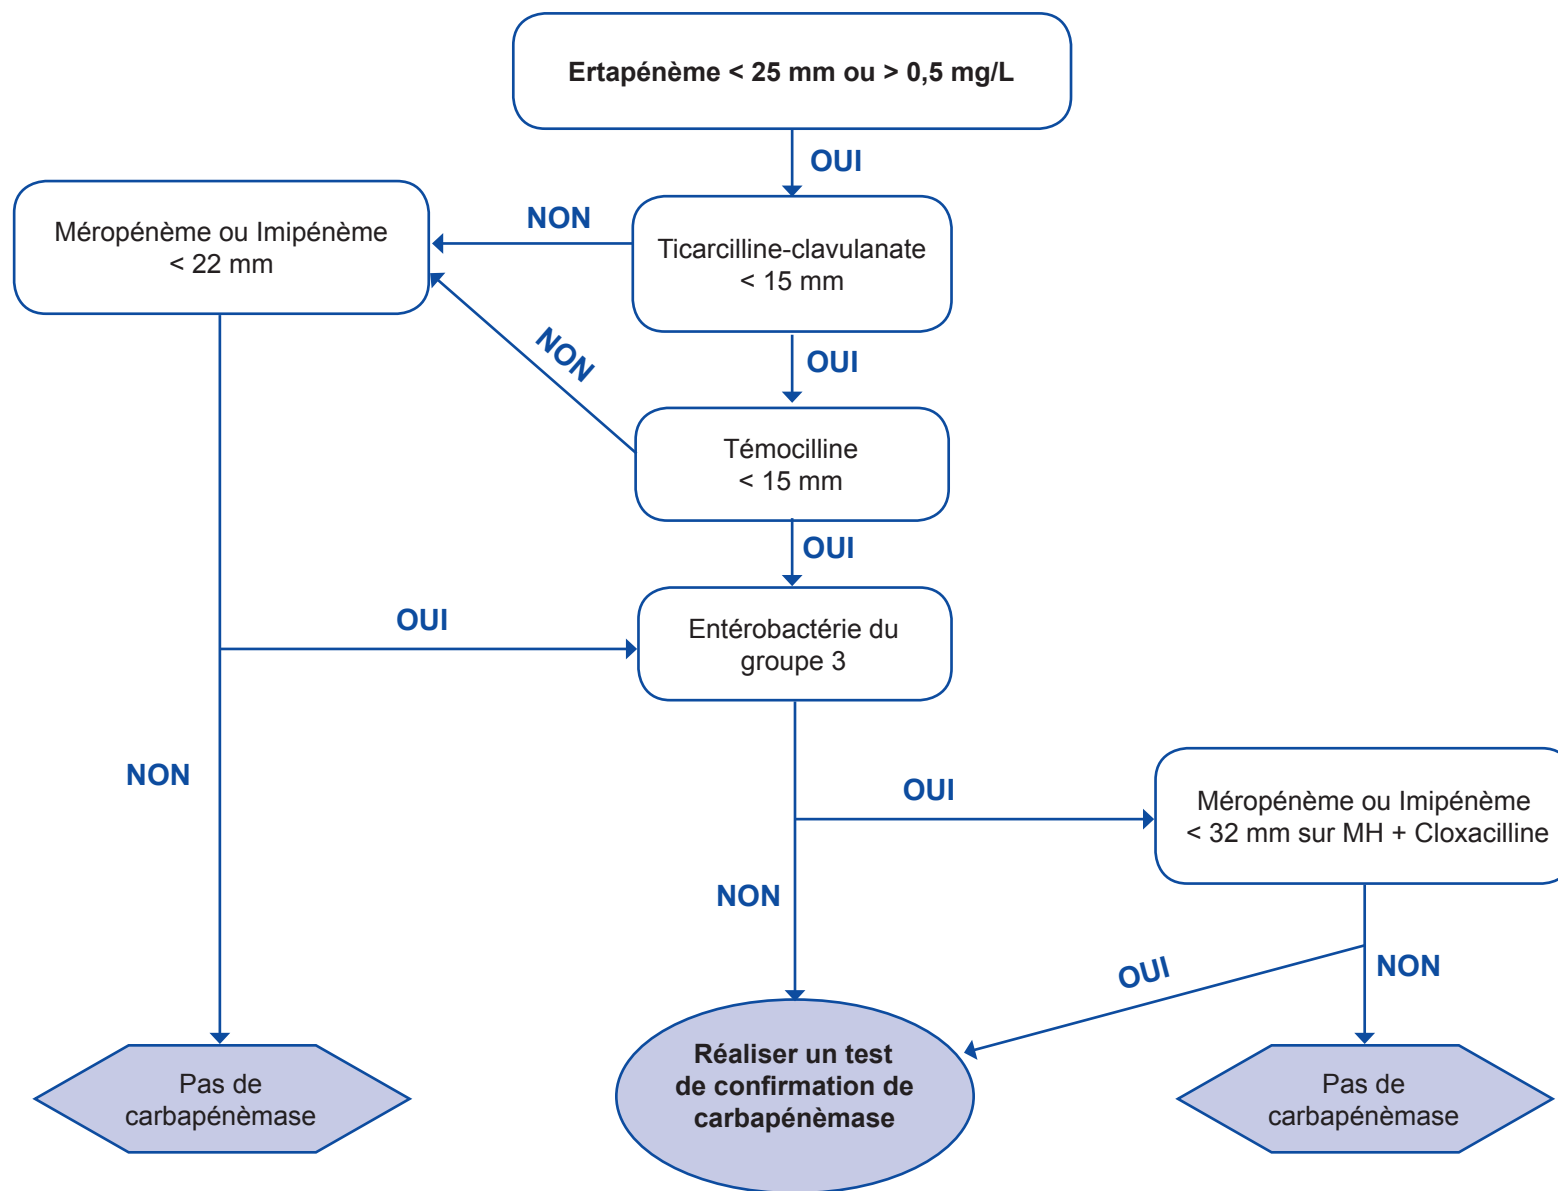 Ertapénème < 25 mm ou > 0,5 mg/L
OUI
NON
Méropénème ou Imipénème
< 22 mm
Ticarcilline-clavulanate
< 15 mm
NON
OUI
Témocilline
< 15 mm
OUI
OUI
Entérobactérie du
groupe 3
NON
OUI
Méropénème ou Imipénème
< 32 mm sur MH + Cloxacilline
NON
OUI
NON
Pas de
carbapénèmase
Réaliser un test
de confirmation de
carbapénèmase
Pas de
carbapénèmase